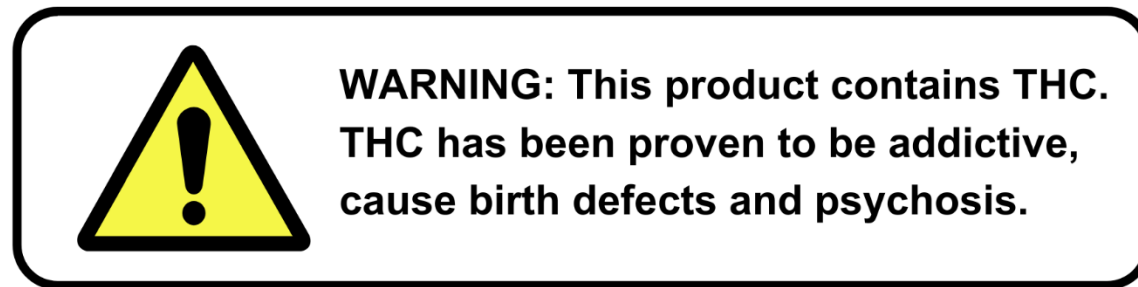 WARNING: This product contains THC.
THC has been proven to be addictive,
cause birth defects and psychosis.